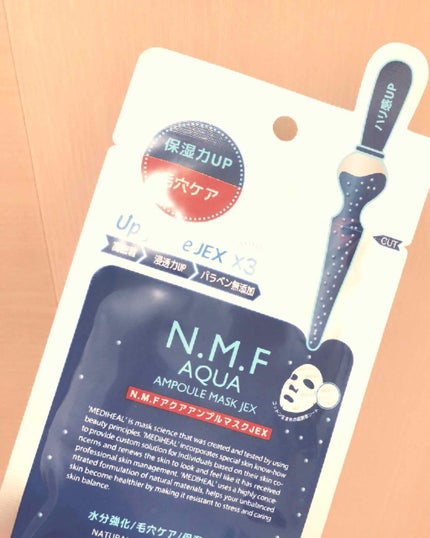 ハリ感UP
保湿力UP
毛穴ケア
CUT
Up
e JEX X3
浸透力UP
パラベン無添加
N.M.F
AQUA
AMPOULE MASK JEX
N.M.FアクアアンプルマスクJEX
'MEDIHEAL' is mask science that was created and tested by using
beauty principles. 'MEDIHEAL' incorporates special skin know-how
to provide custom solution for individuals based on their skin co-
ncerns and renews the skin to look and feel like it has received
professional skin management. 'MEDIHEAL' uses a highly conce-
ntrated formulation of natural materials, helps your unbalanced
skin become healthier by making it resistant to stress and caring
skin balance.
水分強化/毛穴ケア/保
NATURA